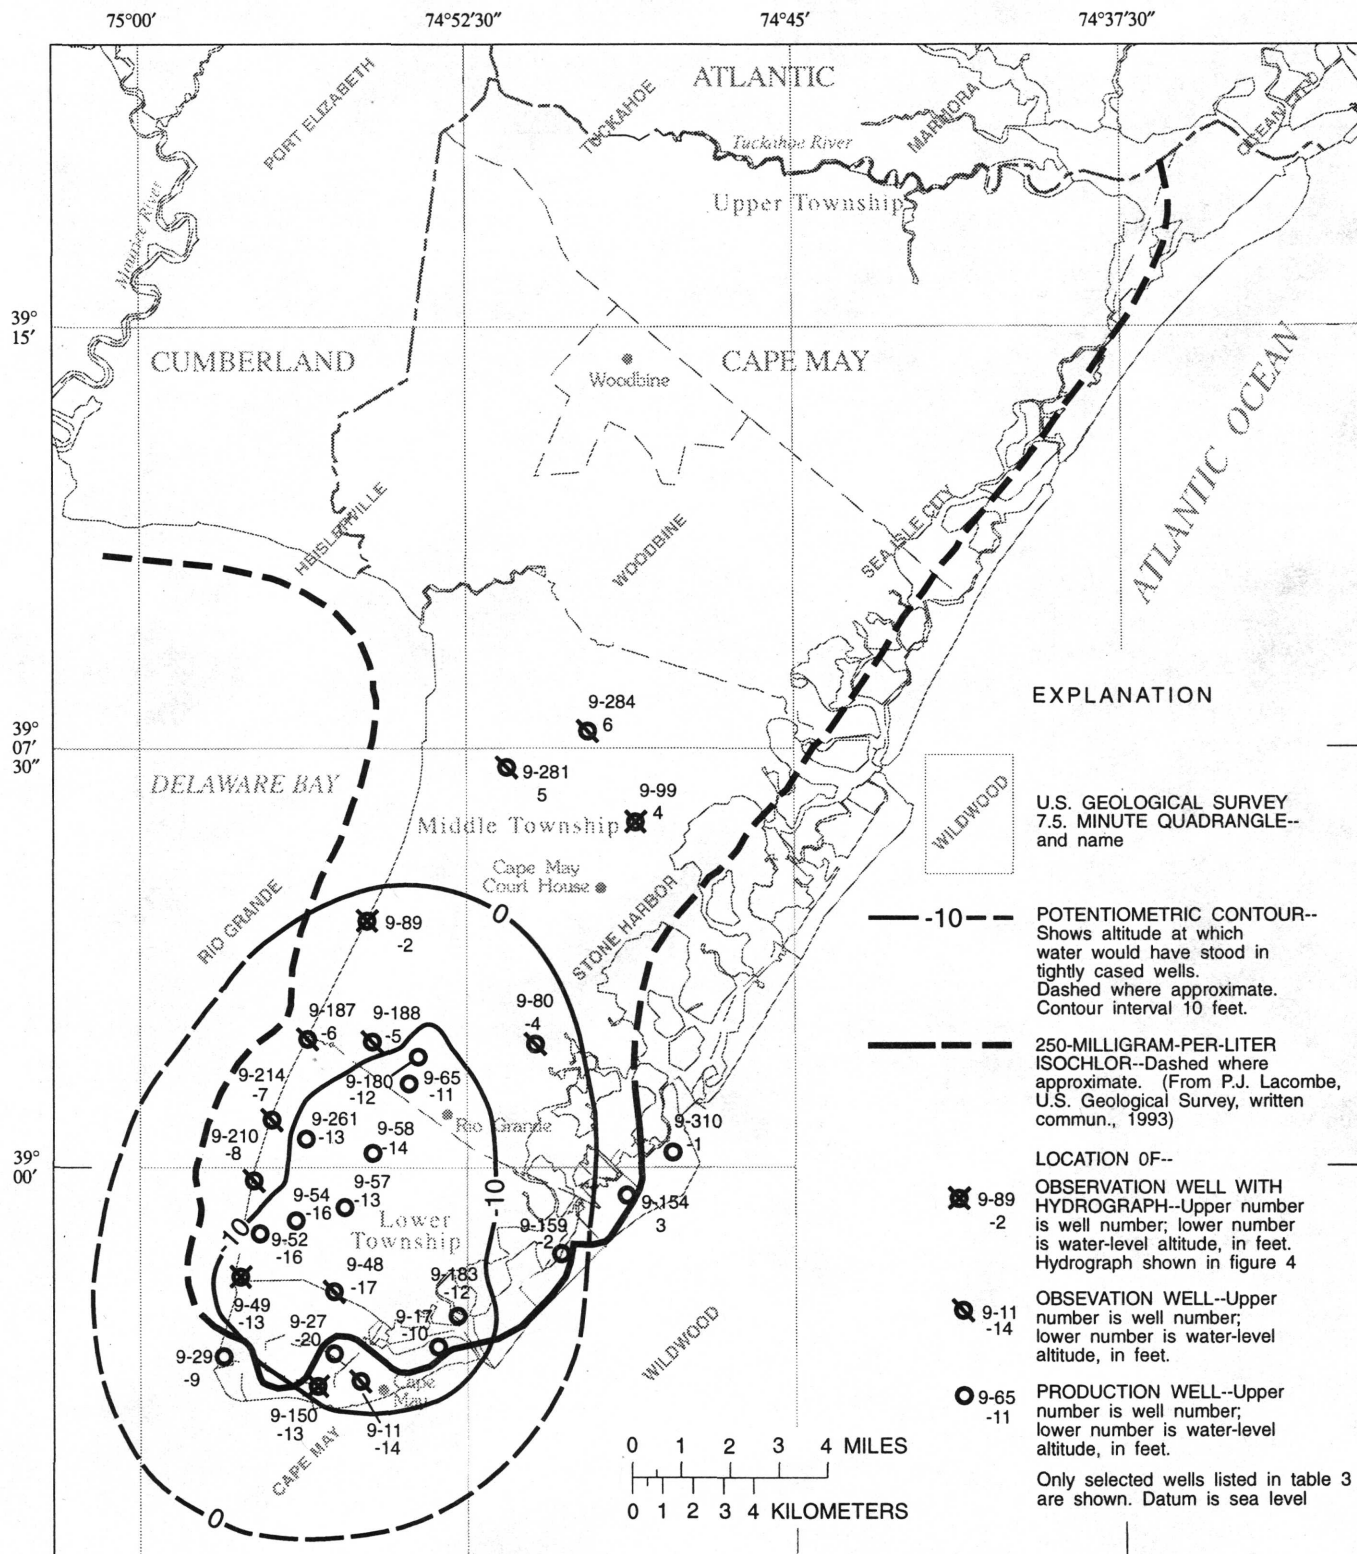 75°00′
74°52′30″
74°45′
74°37′30″
PORT ELIZABETH
TUCKAHOE
ATLANTIC
MARMORA
Tuckahoe River
Upper Township
39°
15′
CUMBERLAND
Woodbine
CAPE MAY
ATLANTIC OCEAN
HEISLERVILLE
WOODBINE
SEA ISLE CITY
39°
07′
30″
DELAWARE BAY
9-284
6
9-281
5
9-99
4
Middle Township
Cape May
Court House
STONE HARBOR
RIO GRANDE
0
9-89
-2
9-187
-6
9-188
-5
9-80
-4
9-180
-12
9-65
-11
9-214
-7
Rio Grande
9-261
-13
9-58
-14
9-310
-1
9-210
-8
39°
00′
9-57
-13
9-54
-16
-10
9-154
3
Lower
Township
-10
9-52
-16
9-159
-2
9-48
-17
9-183
-12
9-49
-13
9-27
-20
9-17
-10
9-29
-9
Cape
May
9-150
-13
9-11
-14
CAPE MAY
WILDWOOD
0
EXPLANATION
WILDWOOD
U.S. GEOLOGICAL SURVEY
7.5. MINUTE QUADRANGLE--
and name
-10
POTENTIOMETRIC CONTOUR--
Shows altitude at which
water would have stood in
tightly cased wells.
Dashed where approximate.
Contour interval 10 feet.
250-MILLIGRAM-PER-LITER
ISOCHLOR--Dashed where
approximate. (From P.J. Lacombe,
U.S. Geological Survey, written
commun., 1993)
LOCATION OF--
9-89
-2
OBSERVATION WELL WITH
HYDROGRAPH--Upper number
is well number; lower number
is water-level altitude, in feet.
Hydrograph shown in figure 4
9-11
-14
OBSEVATION WELL--Upper
number is well number;
lower number is water-level
altitude, in feet.
9-65
-11
PRODUCTION WELL--Upper
number is well number;
lower number is water-level
altitude, in feet.
Only selected wells listed in table 3
are shown. Datum is sea level
0 1 2 3 4 MILES
0 1 2 3 4 KILOMETERS